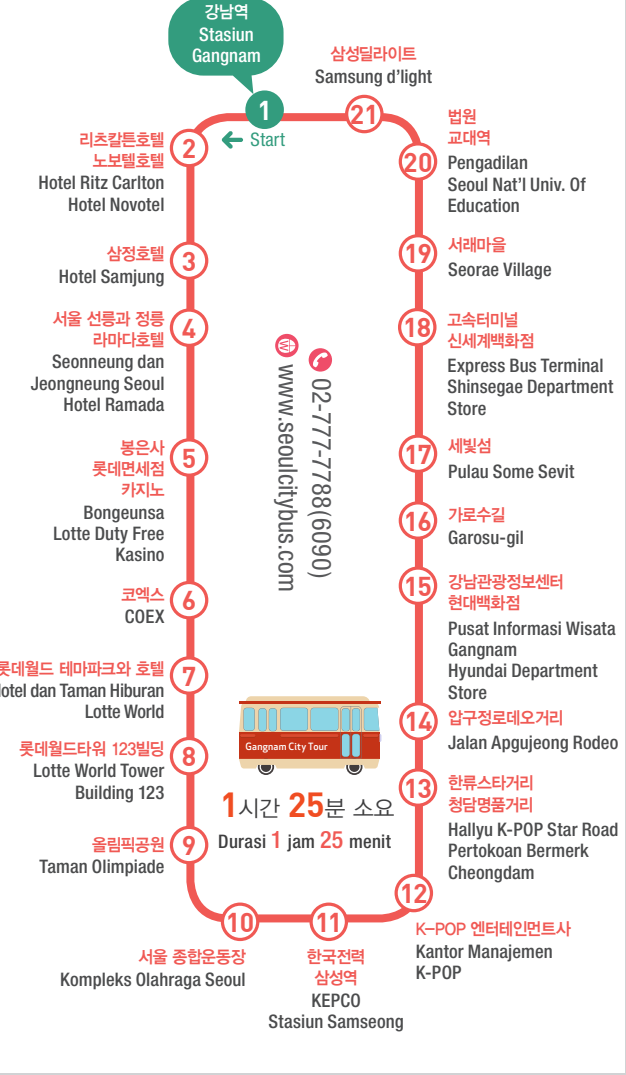 강남역
Stasiun
Gangnam
1
Start
2
리츠칼튼호텔
노보텔호텔
Hotel Ritz Carlton
Hotel Novotel
3
삼정호텔
Hotel Samjung
4
서울 선릉과 정릉
라마다호텔
Seonneung dan
Jeongneung Seoul
Hotel Ramada
5
봉은사
롯데면세점
카지노
Bongeunsa
Lotte Duty Free
Kasino
6
코엑스
COEX
7
롯데월드 테마파크와 호텔
Hotel dan Taman Hiburan
Lotte World
8
롯데월드타워 123빌딩
Lotte World Tower
Building 123
9
올림픽공원
Taman Olimpiade
10
서울 종합운동장
Kompleks Olahraga Seoul
11
한국전력
삼성역
KEPCO
Stasiun Samseong
12
K-POP 엔터테인먼트사
Kantor Manajemen
K-POP
13
한류스타거리
청담명품거리
Hallyu K-POP Star Road
Pertokoan Bermerk
Cheongdam
14
압구정로데오거리
Jalan Apgujeong Rodeo
15
강남관광정보센터
현대백화점
Pusat Informasi Wisata
Gangnam
Hyundai Department
Store
16
가로수길
Garosu-gil
17
세빛섬
Pulau Some Sevit
18
고속터미널
신세계백화점
Express Bus Terminal
Shinsegae Department
Store
19
서래마을
Seorae Village
20
법원
교대역
Pengadilan
Seoul Nat'l Univ. Of
Education
21
삼성딜라이트
Samsung d'light
02-777-7788(6090)
www.seoulcitybus.com
Gangnam City Tour
1시간 25분 소요
Durasi 1 jam 25 menit